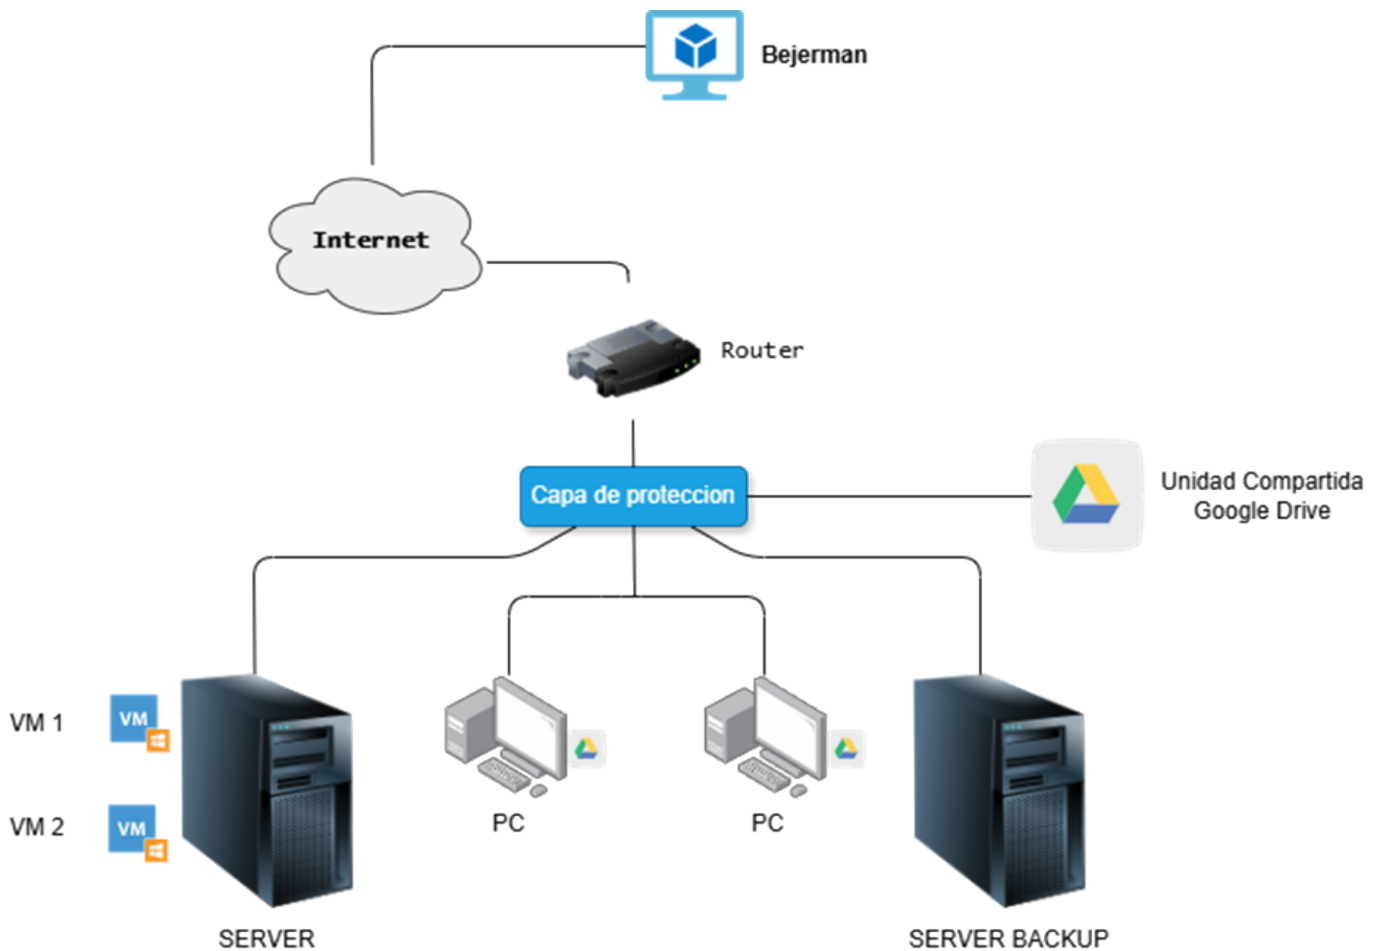 Bejerman
Internet
Router
Capa de proteccion
Unidad Compartida
Google Drive
VM 1
VM
VM 2
VM
PC
PC
SERVER
SERVER BACKUP